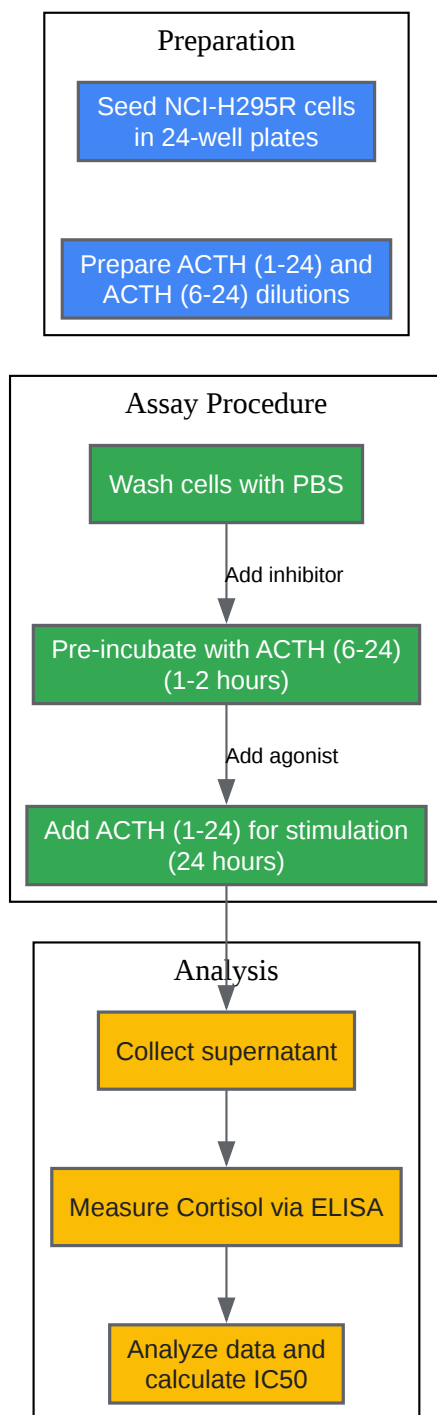 Preparation
Seed NCI-H295R cells
in 24-well plates
Prepare ACTH (1-24) and
ACTH (6-24) dilutions
Assay Procedure
Wash cells with PBS
Add inhibitor
Pre-incubate with ACTH (6-24)
(1-2 hours)
Add agonist
Add ACTH (1-24) for stimulation
(24 hours)
Analysis
Collect supernatant
Measure Cortisol via ELISA
Analyze data and
calculate IC50